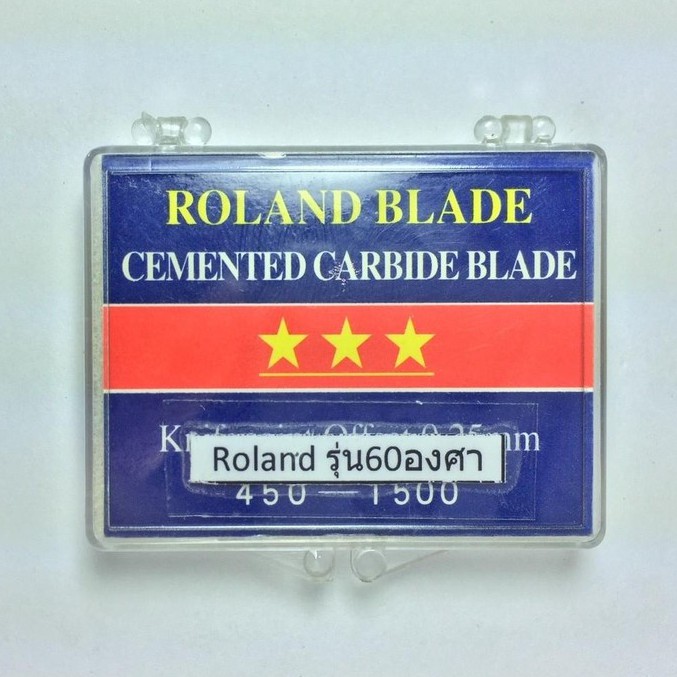 ROLAND BLADE
CEMENTED CARBIDE BLADE
Roland รุ่น60องศา
450 — 1500